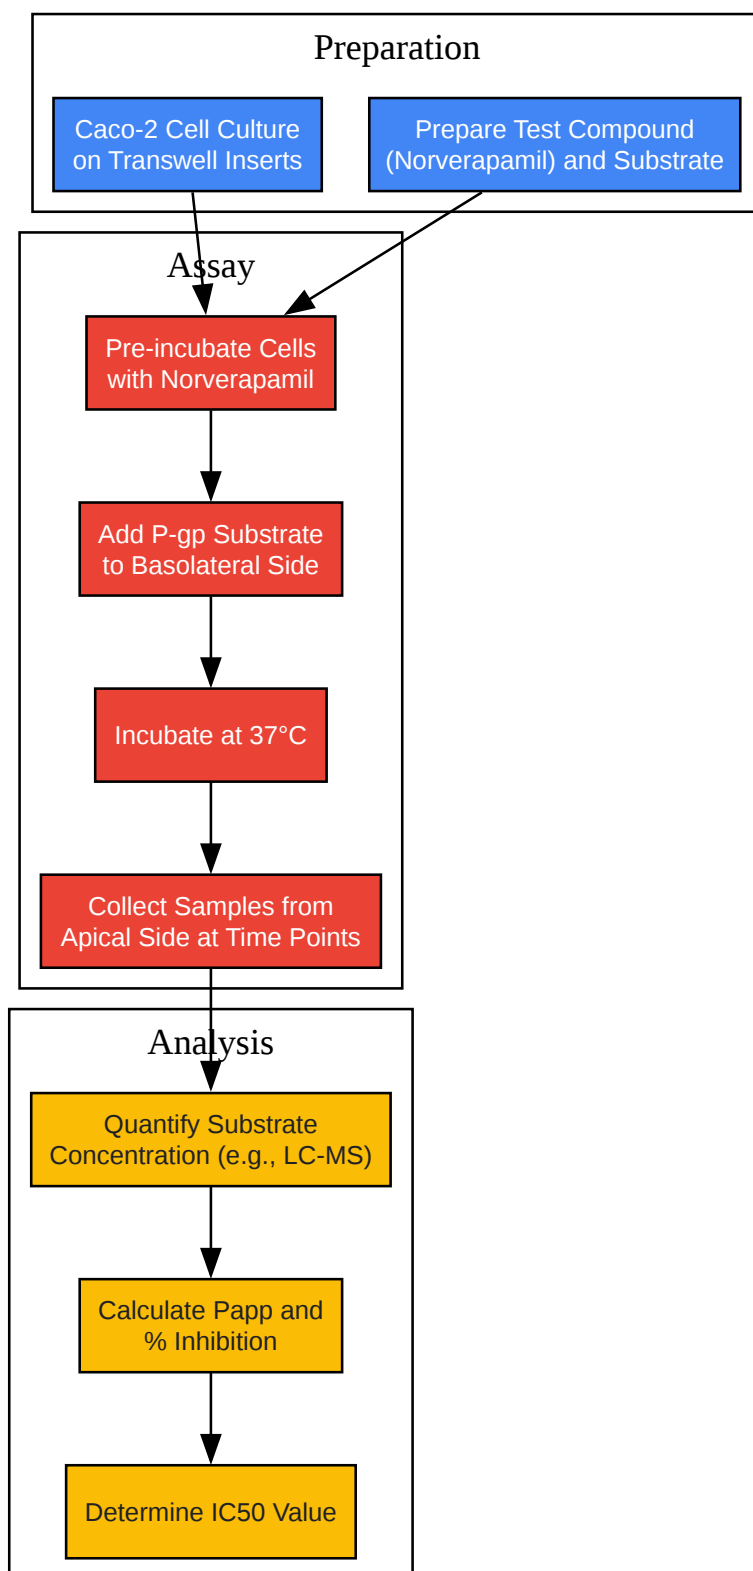 Preparation
Caco-2 Cell Culture
on Transwell Inserts
Prepare Test Compound
(Norverapamil) and Substrate
Assay
Pre-incubate Cells
with Norverapamil
Add P-gp Substrate
to Basolateral Side
Incubate at 37°C
Collect Samples from
Apical Side at Time Points
Analysis
Quantify Substrate
Concentration (e.g., LC-MS)
Calculate Papp and
% Inhibition
Determine IC50 Value